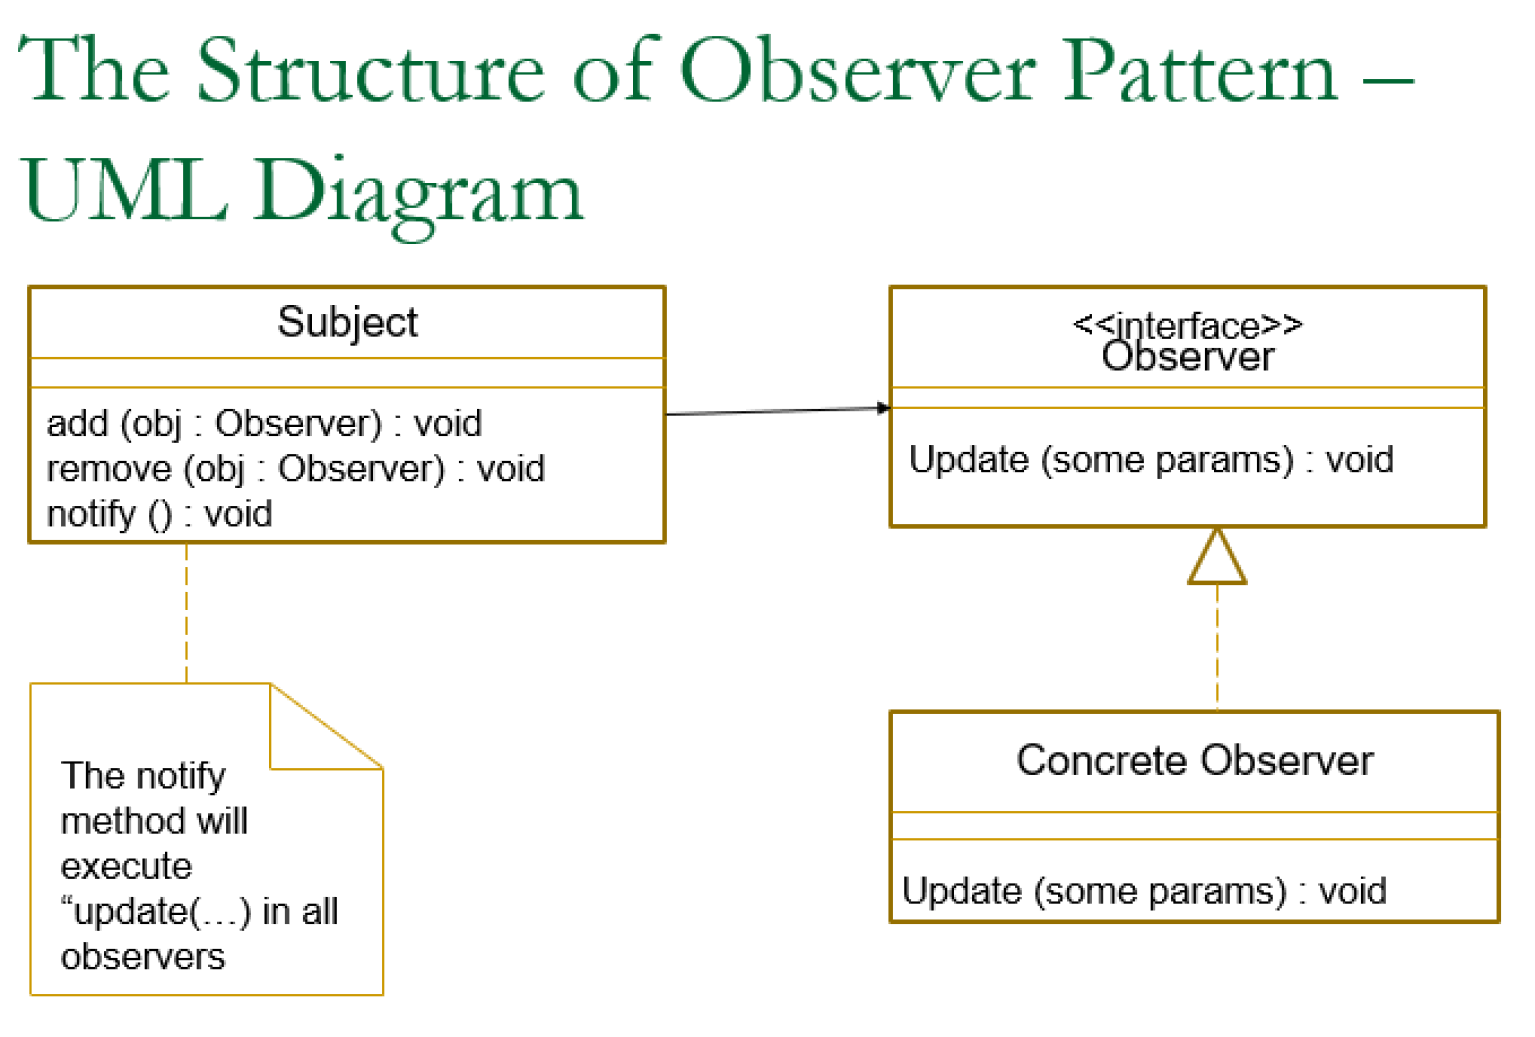 The Structure of Observer Pattern –
UML Diagram
Subject
add (obj : Observer) : void
remove (obj : Observer) : void
notify () : void
<<interface>>
Observer
Update (some params) : void
The notify
method will
execute
“update(…) in all
observers
Concrete Observer
Update (some params) : void